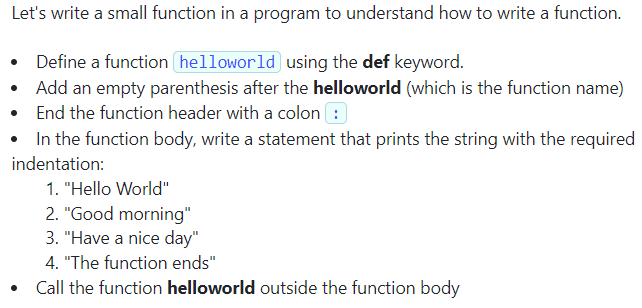 Let's write a small function in a program to understand how to write a function.
• Define a function helloworld using the def keyword.
• Add an empty parenthesis after the helloworld (which is the function name)
• End the function header with a colon :
• In the function body, write a statement that prints the string with the required
indentation:
1. "Hello World"
2. "Good morning"
3. "Have a nice day"
4. "The function ends"
• Call the function helloworld outside the function body